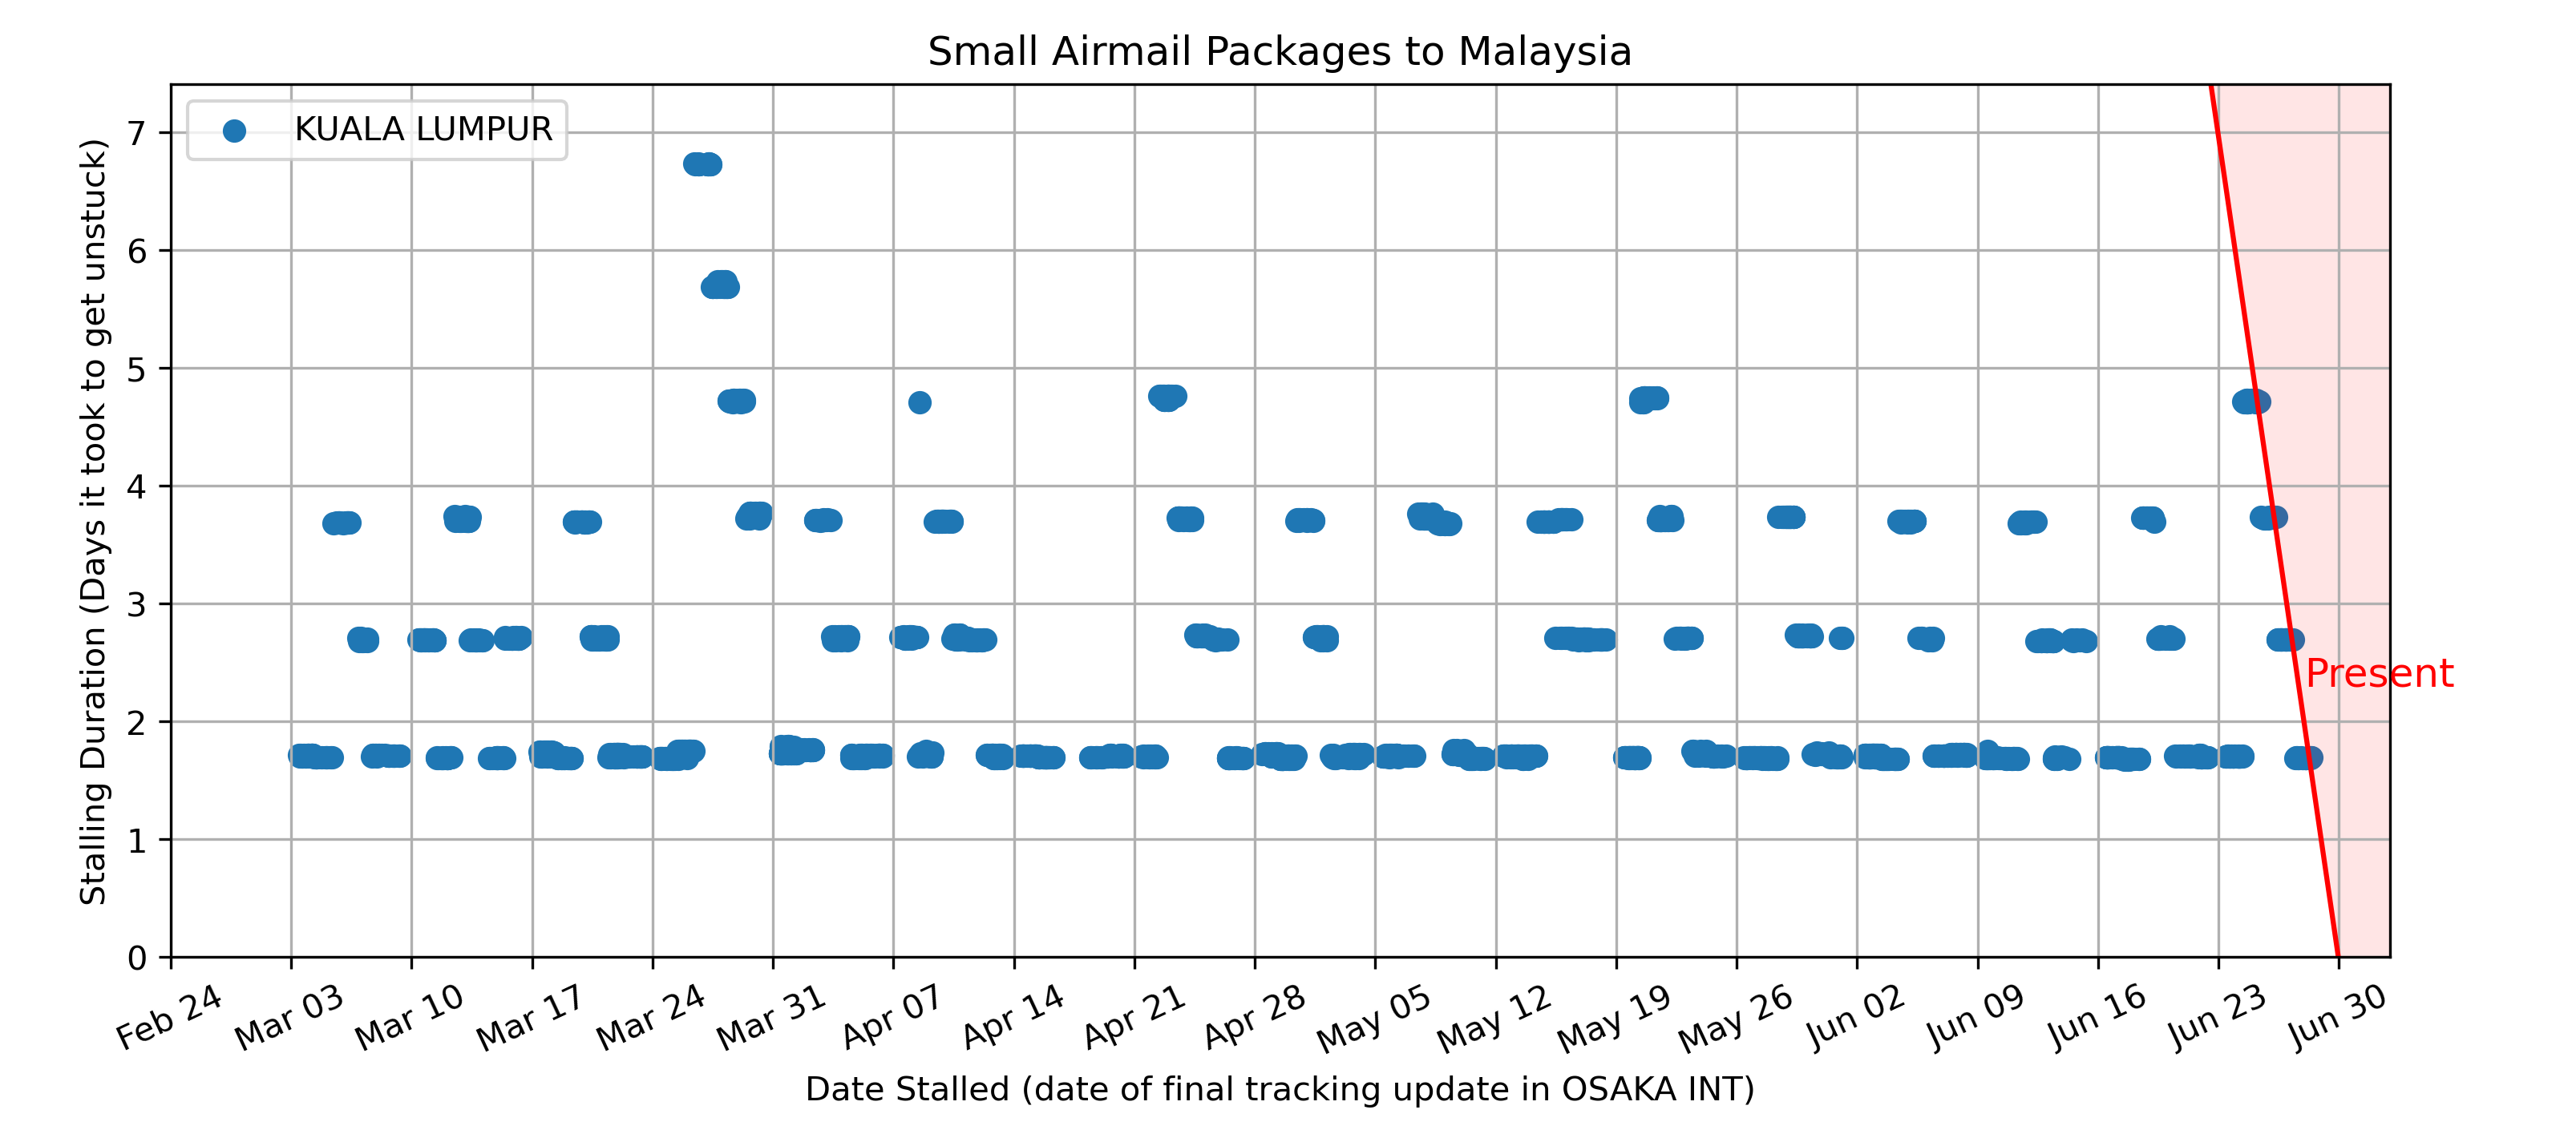 Small Airmail Packages to Malaysia
KUALA LUMPUR
Stalling Duration (Days it took to get unstuck)
7
6
5
4
3
2
1
0
Present
Feb 24
Mar 03
Mar 10
Mar 17
Mar 24
Mar 31
Apr 07
Apr 14
Apr 21
Apr 28
May 05
May 12
May 19
May 26
Jun 02
Jun 09
Jun 16
Jun 23
Jun 30
Date Stalled (date of final tracking update in OSAKA INT)